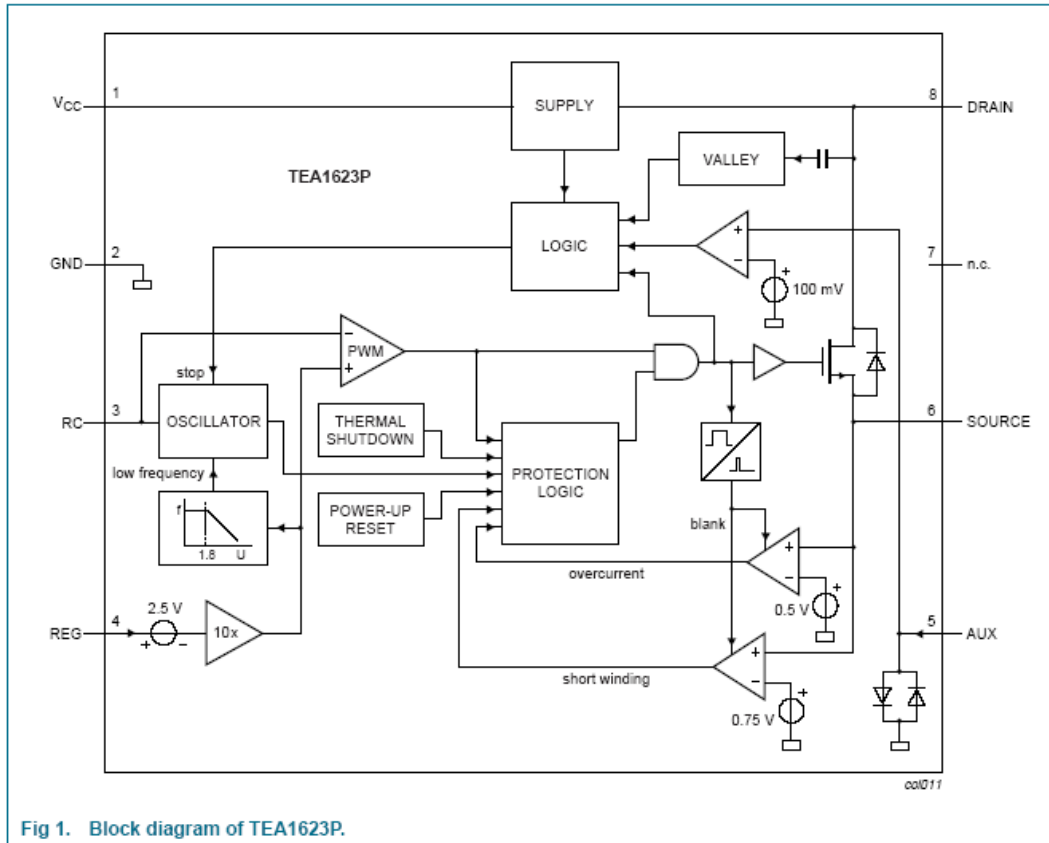 VCC
1
SUPPLY
8
DRAIN
VALLEY
TEA1623P
LOGIC
+
−
+
100 mV
GND
2
7
n.c.
−
PWM
+
stop
RC
3
OSCILLATOR
THERMAL
SHUTDOWN
PROTECTION
LOGIC
6
SOURCE
low frequency
f
1.8
U
POWER-UP
RESET
blank
overcurrent
+
−
+
0.5 V
REG
4
2.5 V
+
−
10x
5
AUX
short winding
+
−
+
0.75 V
col011
Fig 1. Block diagram of TEA1623P.